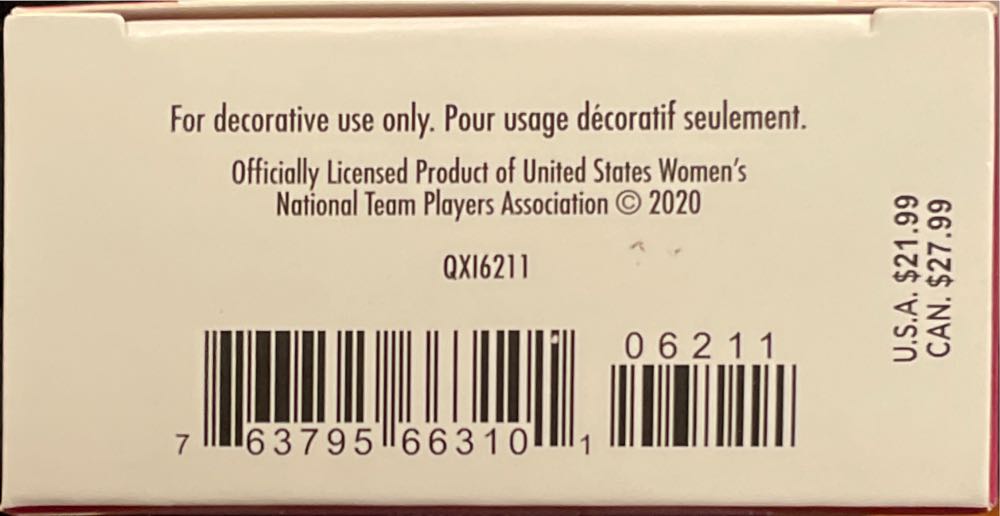 For decorative use only. Pour usage décoratif seulement.
Officially Licensed Product of United States Women's
National Team Players Association © 2020
QXI6211
7 63795 66310 1
06211
U.S.A. $21.99
CAN. $27.99